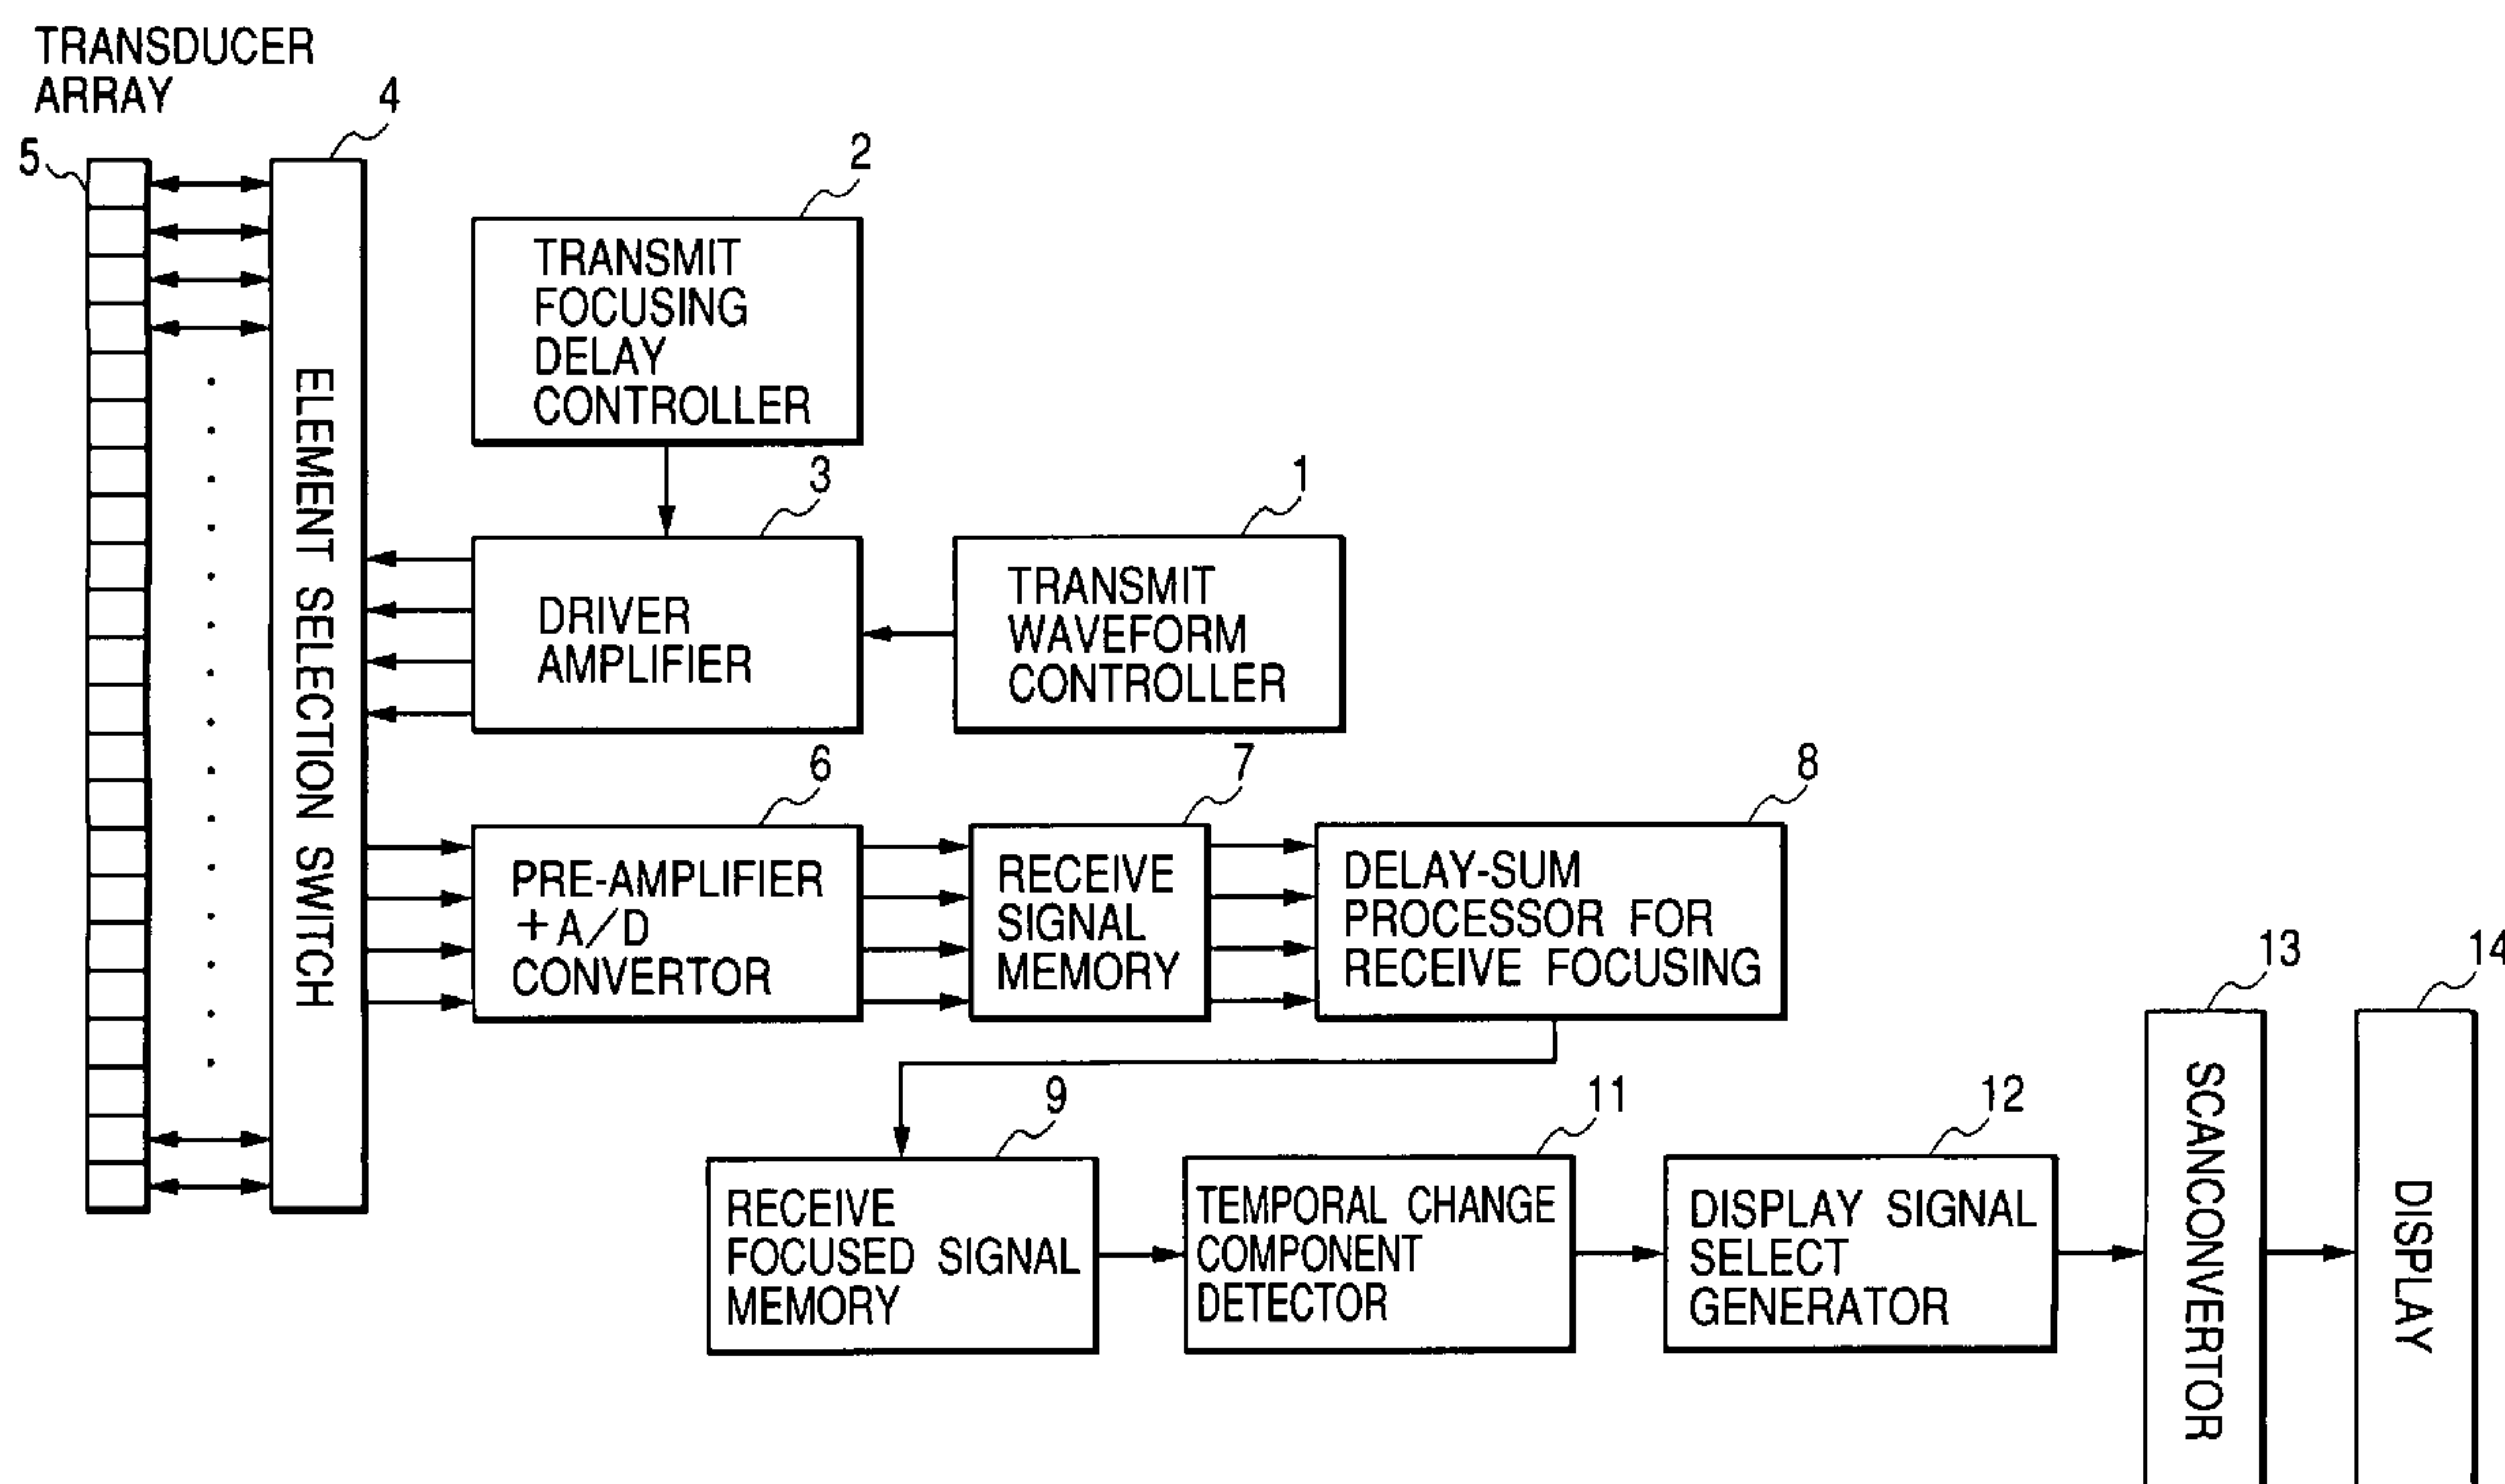 TRANSDUCER
ARRAY
4
5
2
TRANSMIT
FOCUSING
DELAY
CONTROLLER
3
1
DRIVER
AMPLIFIER
TRANSMIT
WAVEFORM
CONTROLLER
ELEMENT SELECTION SWITCH
6
7
8
PRE-AMPLIFIER
+A/D
CONVERTOR
RECEIVE
SIGNAL
MEMORY
DELAY-SUM
PROCESSOR FOR
RECEIVE FOCUSING
13
14
9
11
12
RECEIVE
FOCUSED SIGNAL
MEMORY
TEMPORAL CHANGE
COMPONENT
DETECTOR
DISPLAY SIGNAL
SELECT
GENERATOR
SCANCONVERTOR
DISPLAY